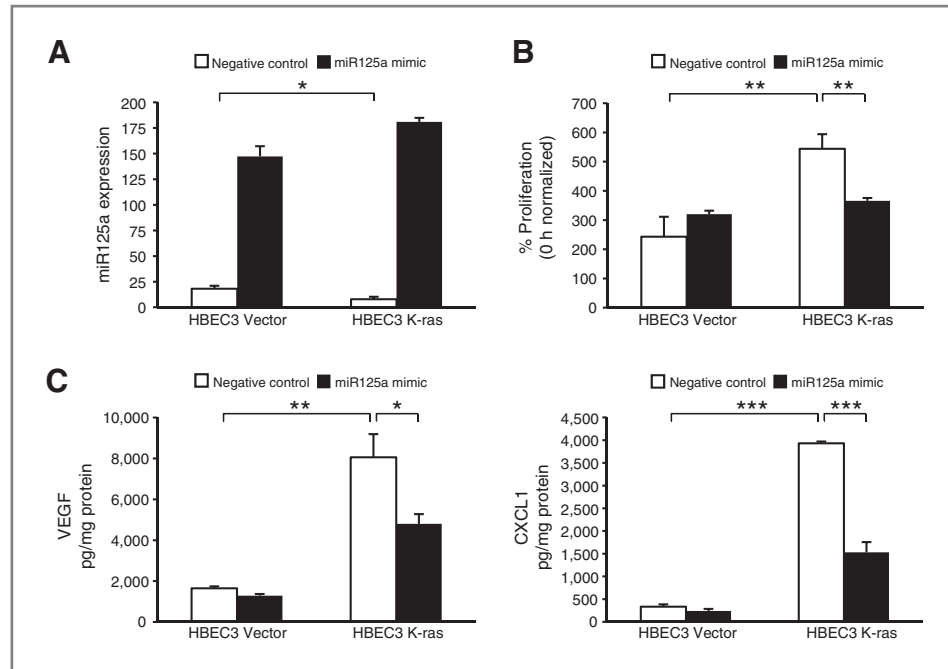 A
Negative control miR125a mimic
*
miR125a expression
200
175
150
125
100
75
50
25
0
HBEC3 Vector HBEC3 K-ras
B
Negative control miR125a mimic
** **
% Proliferation
(0 h normalized)
700
600
500
400
300
200
100
0
HBEC3 Vector HBEC3 K-ras
C
Negative control miR125a mimic
** *
VEGF
pg/mg protein
10,000
8,000
6,000
4,000
2,000
0
HBEC3 Vector HBEC3 K-ras
Negative control miR125a mimic
*** ***
CXCL1
pg/mg protein
4,500
4,000
3,500
3,000
2,500
2,000
1,500
1,000
500
0
HBEC3 Vector HBEC3 K-ras